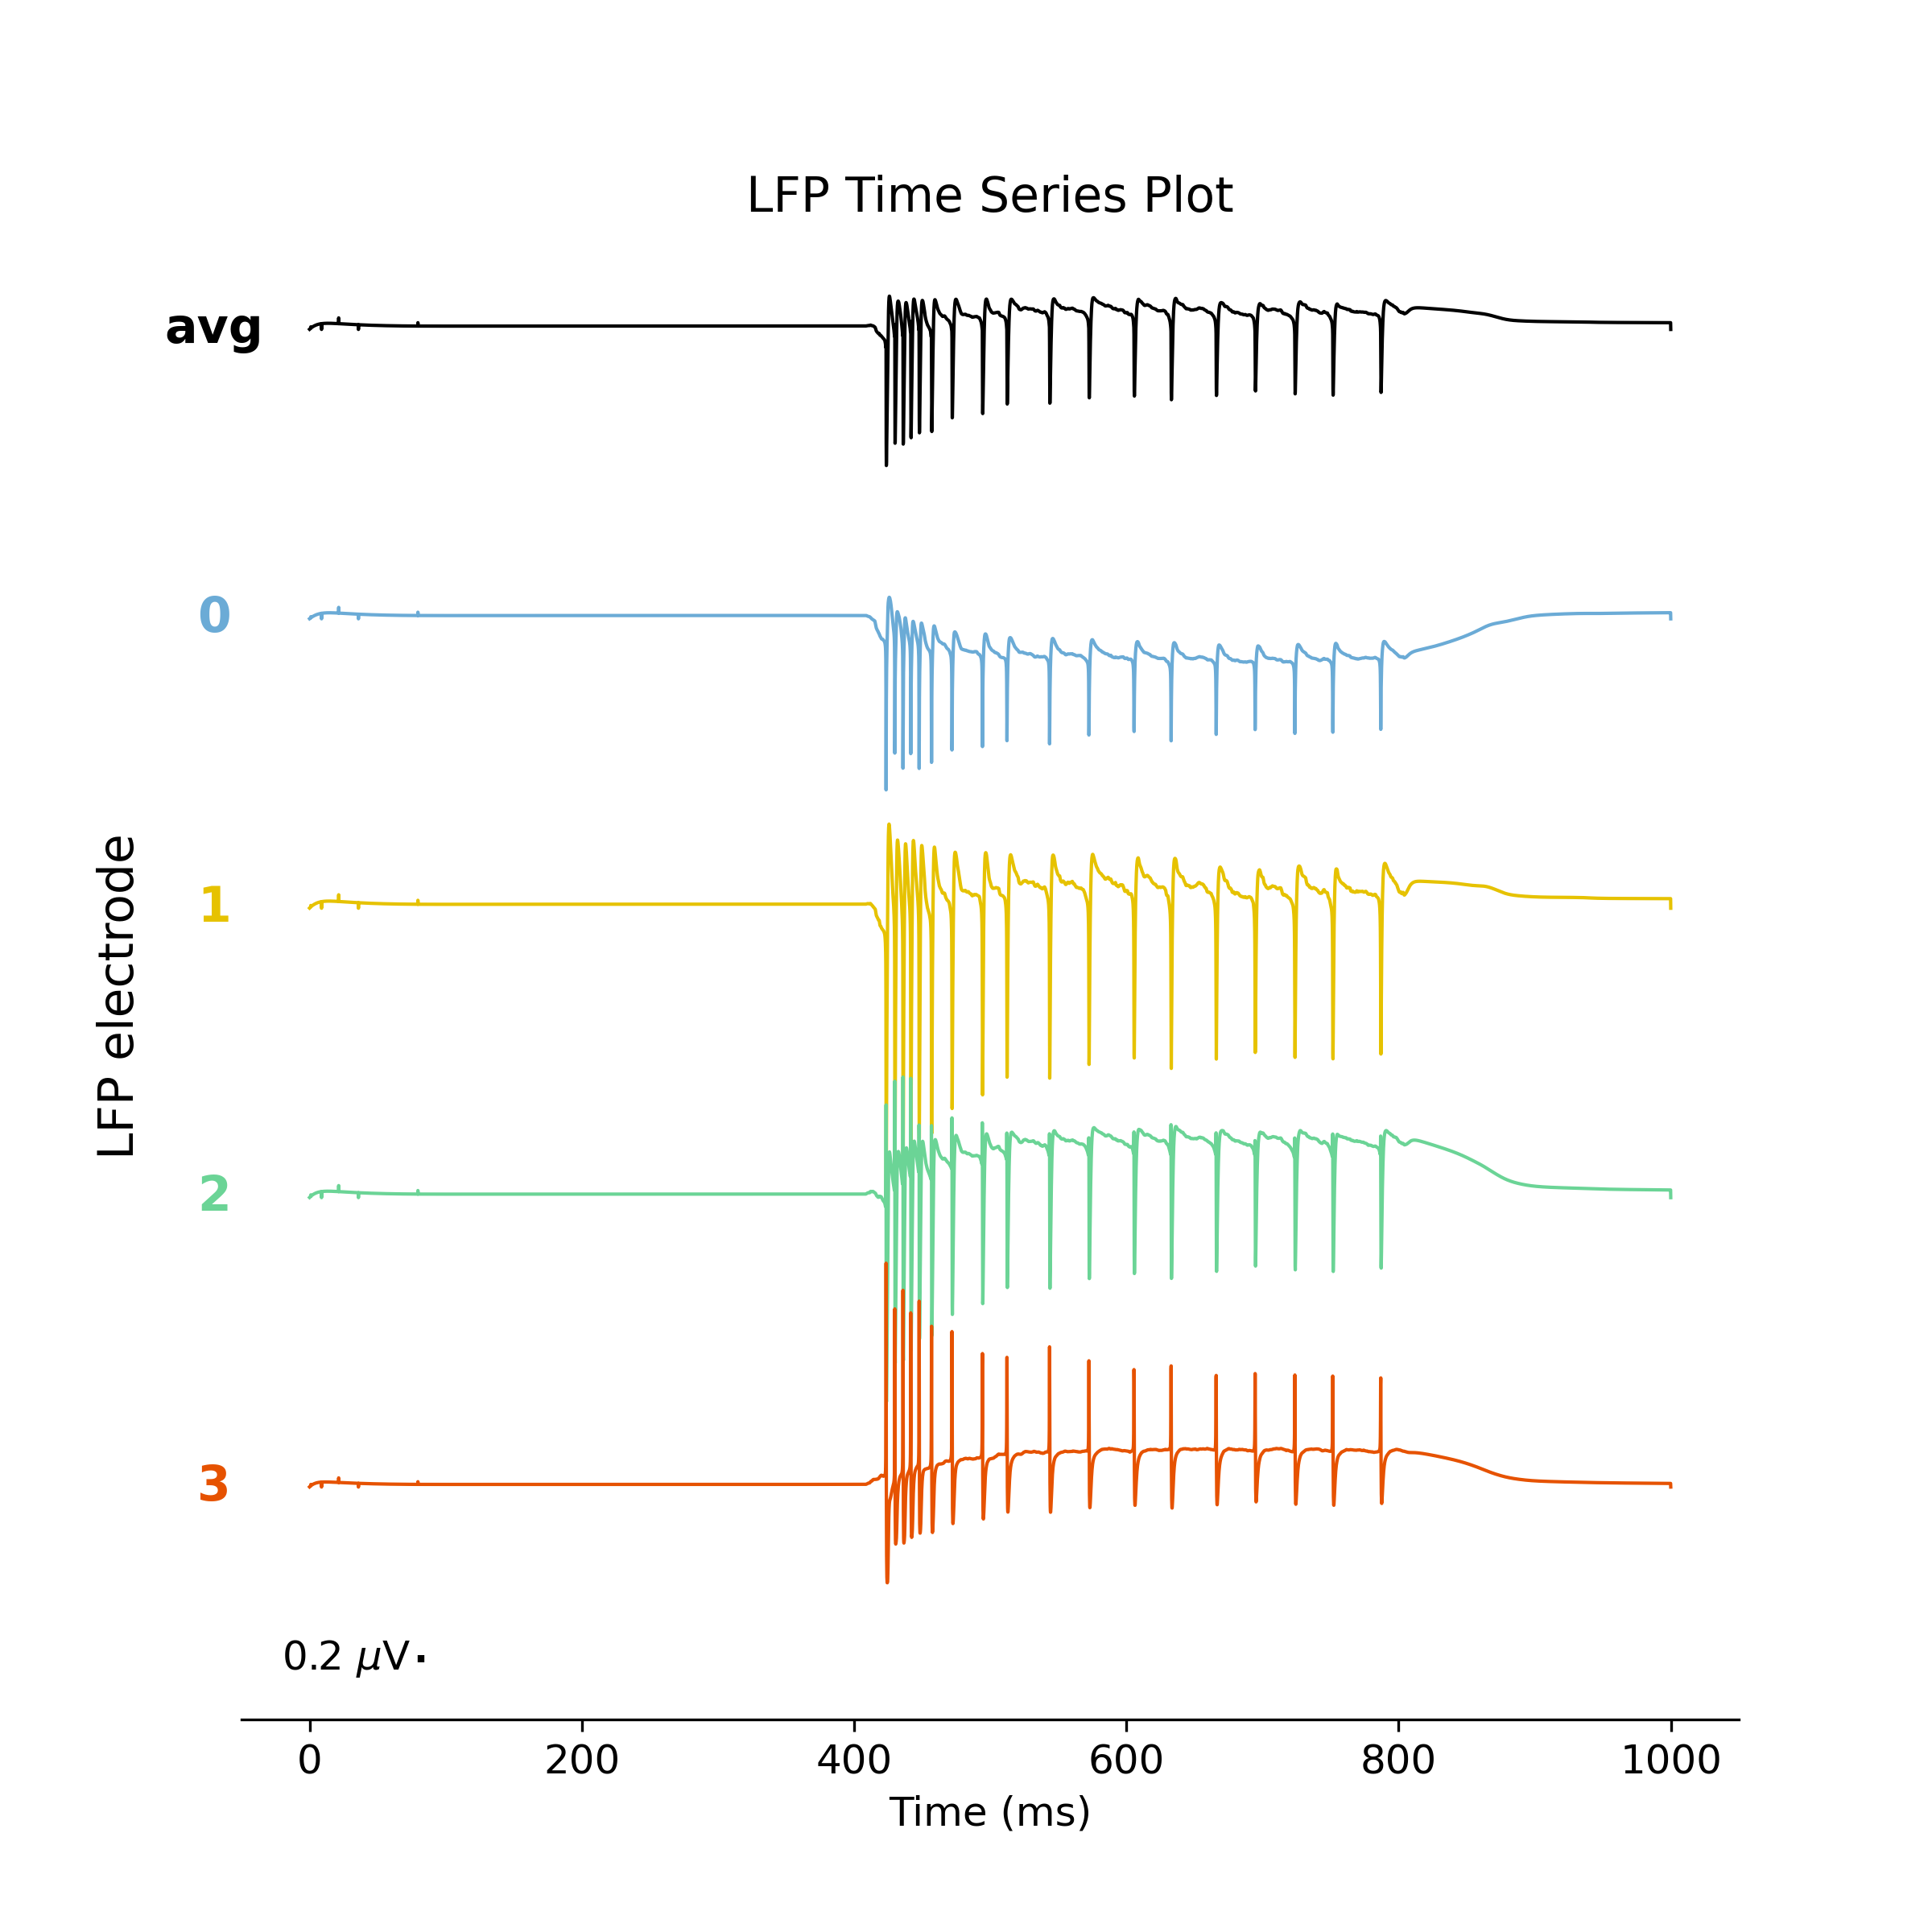 LFP Time Series Plot
avg
0
1
2
3
LFP electrode
0.2 μV
0 200 400 600 800 1000
Time (ms)